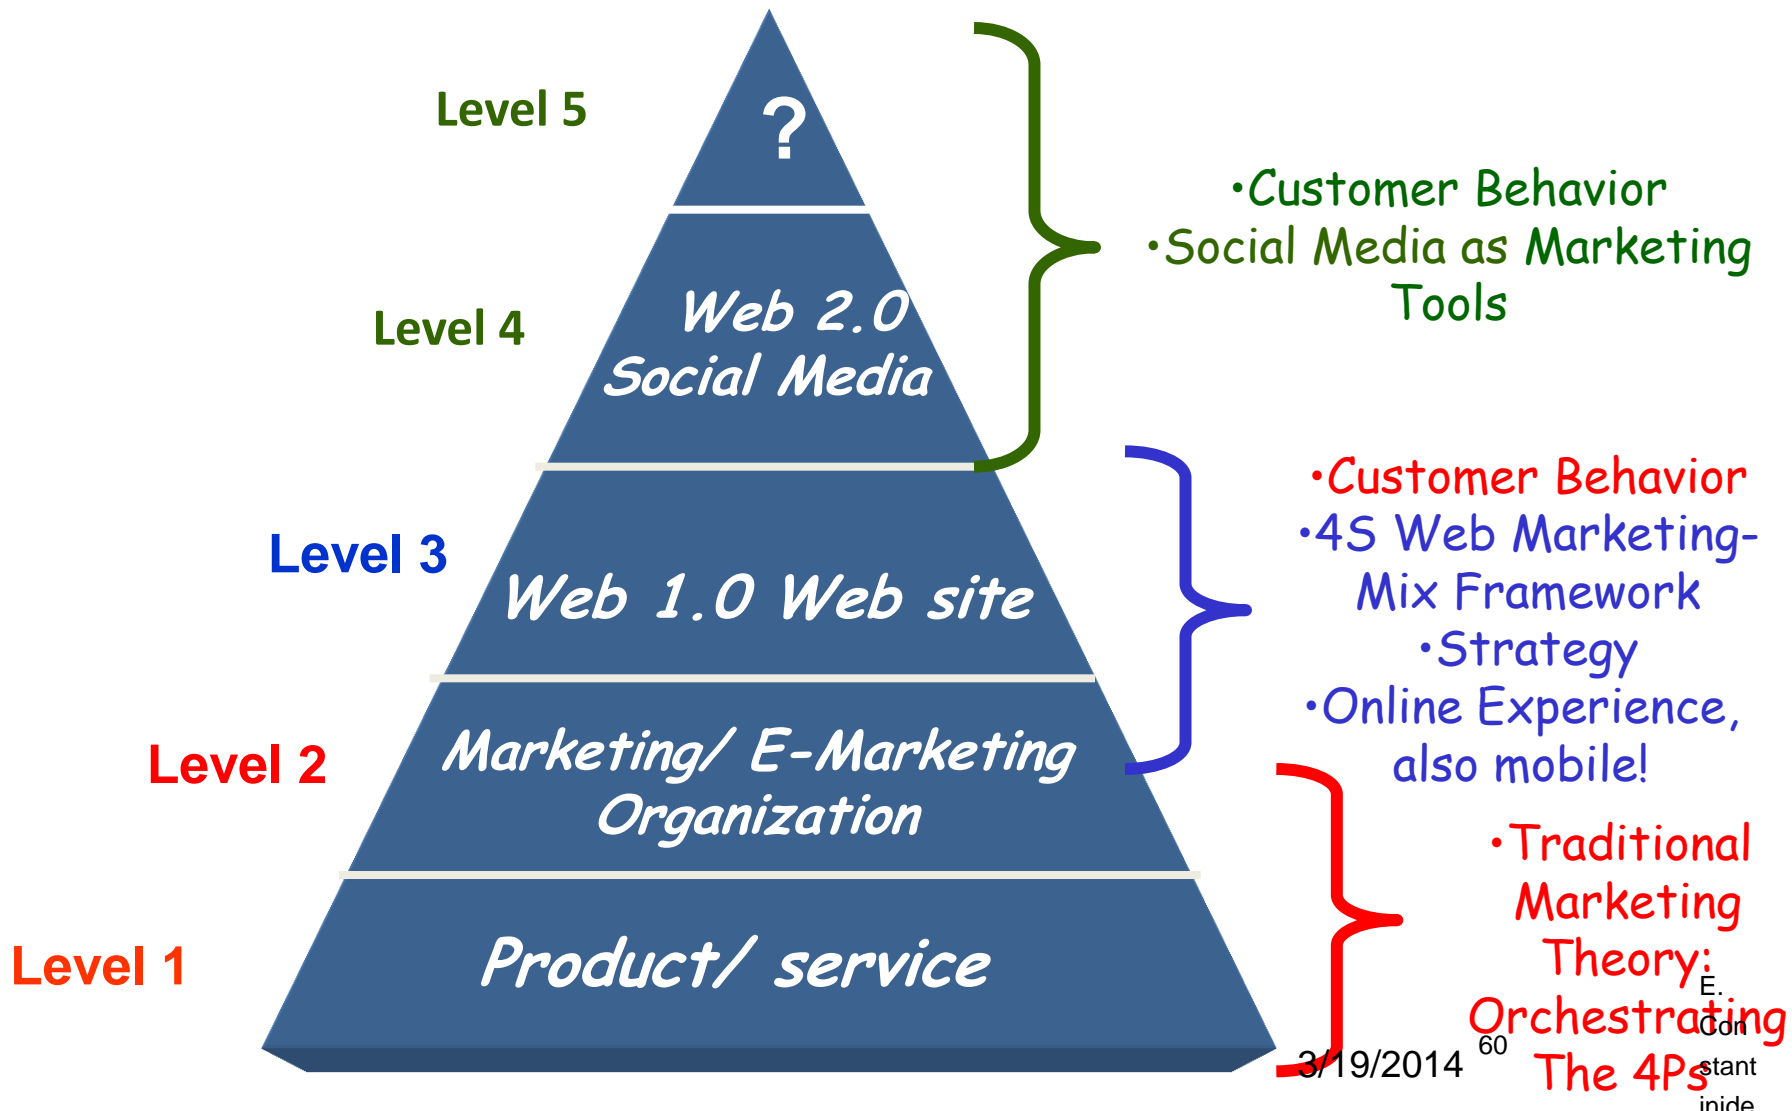 Level 5
?
•Customer Behavior
•Social Media as Marketing
Tools
Level 4
Web 2.0
Social Media
Level 3
Web 1.0 Web site
•Customer Behavior
•4S Web Marketing-
Mix Framework
•Strategy
•Online Experience,
also mobile!
Level 2
Marketing/ E-Marketing
Organization
Level 1
Product/ service
•Traditional
Marketing
Theory:
Orchestrating
The 4Ps
3/19/2014
60
E.
Con
stant
inide